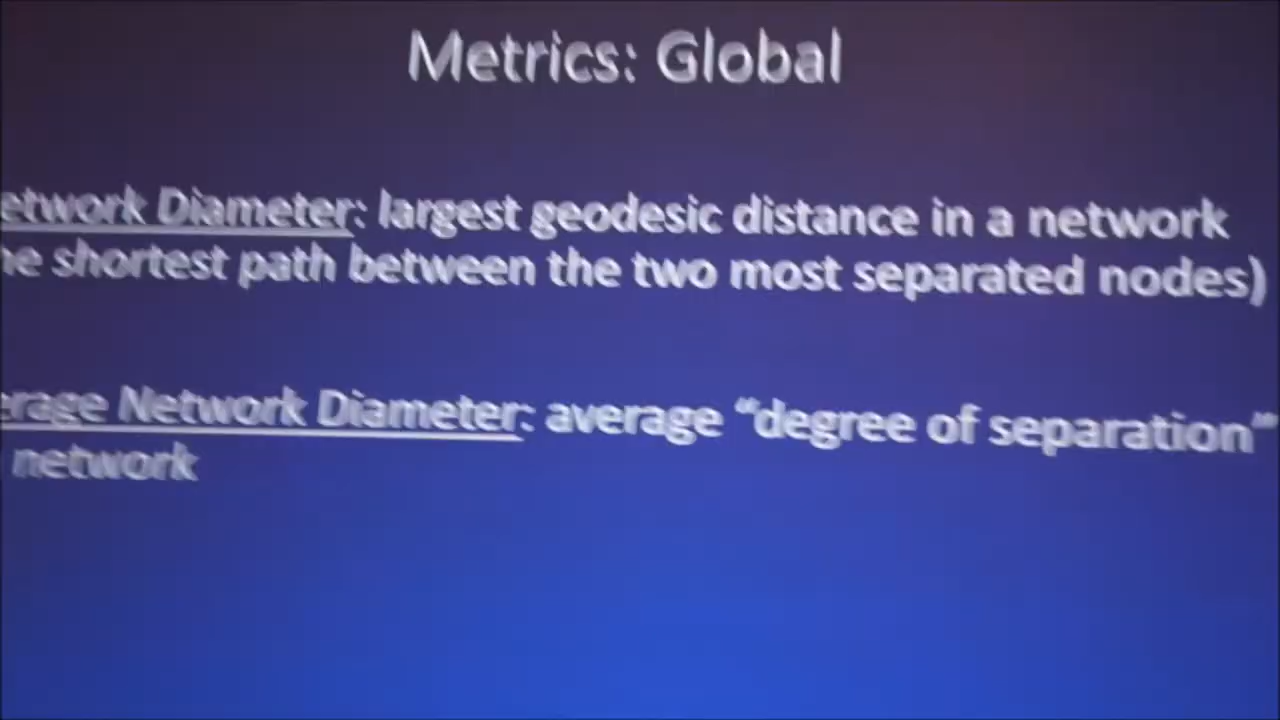 Metrics: Global
etwork Diameter: largest geodesic distance in a network
he shortest path between the two most separated nodes)
erage Network Diameter: average “degree of separation”
network